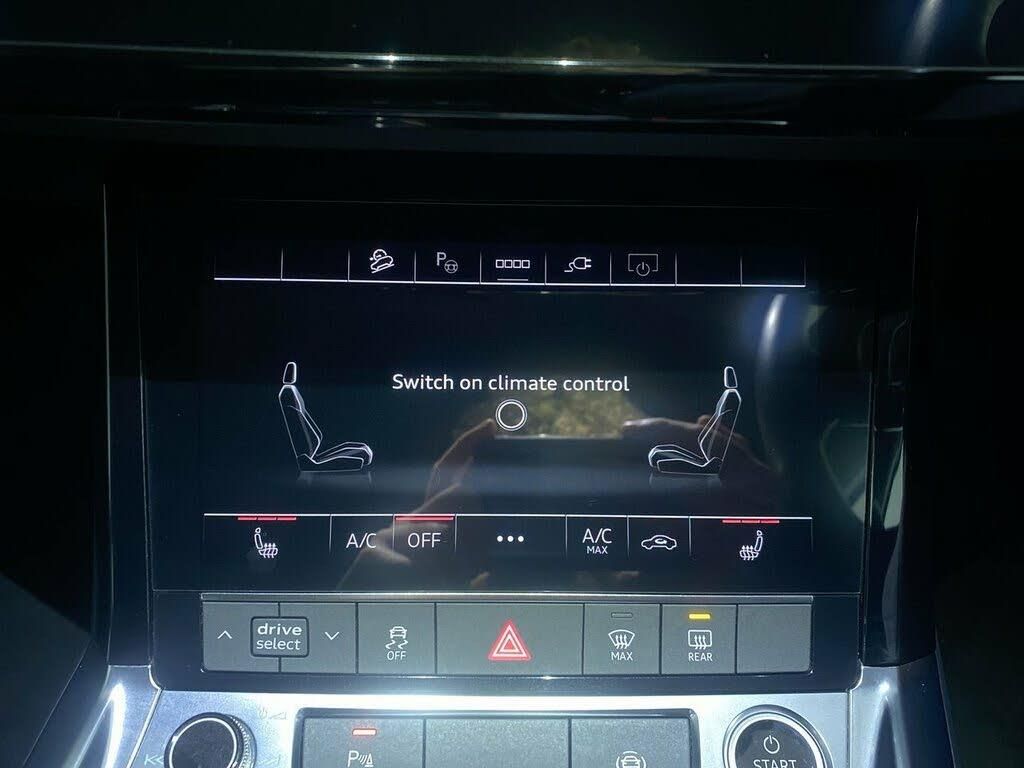 P
Switch on climate control
A/C
OFF
•••
A/C
MAX
drive
select
OFF
MAX
REAR
P
START